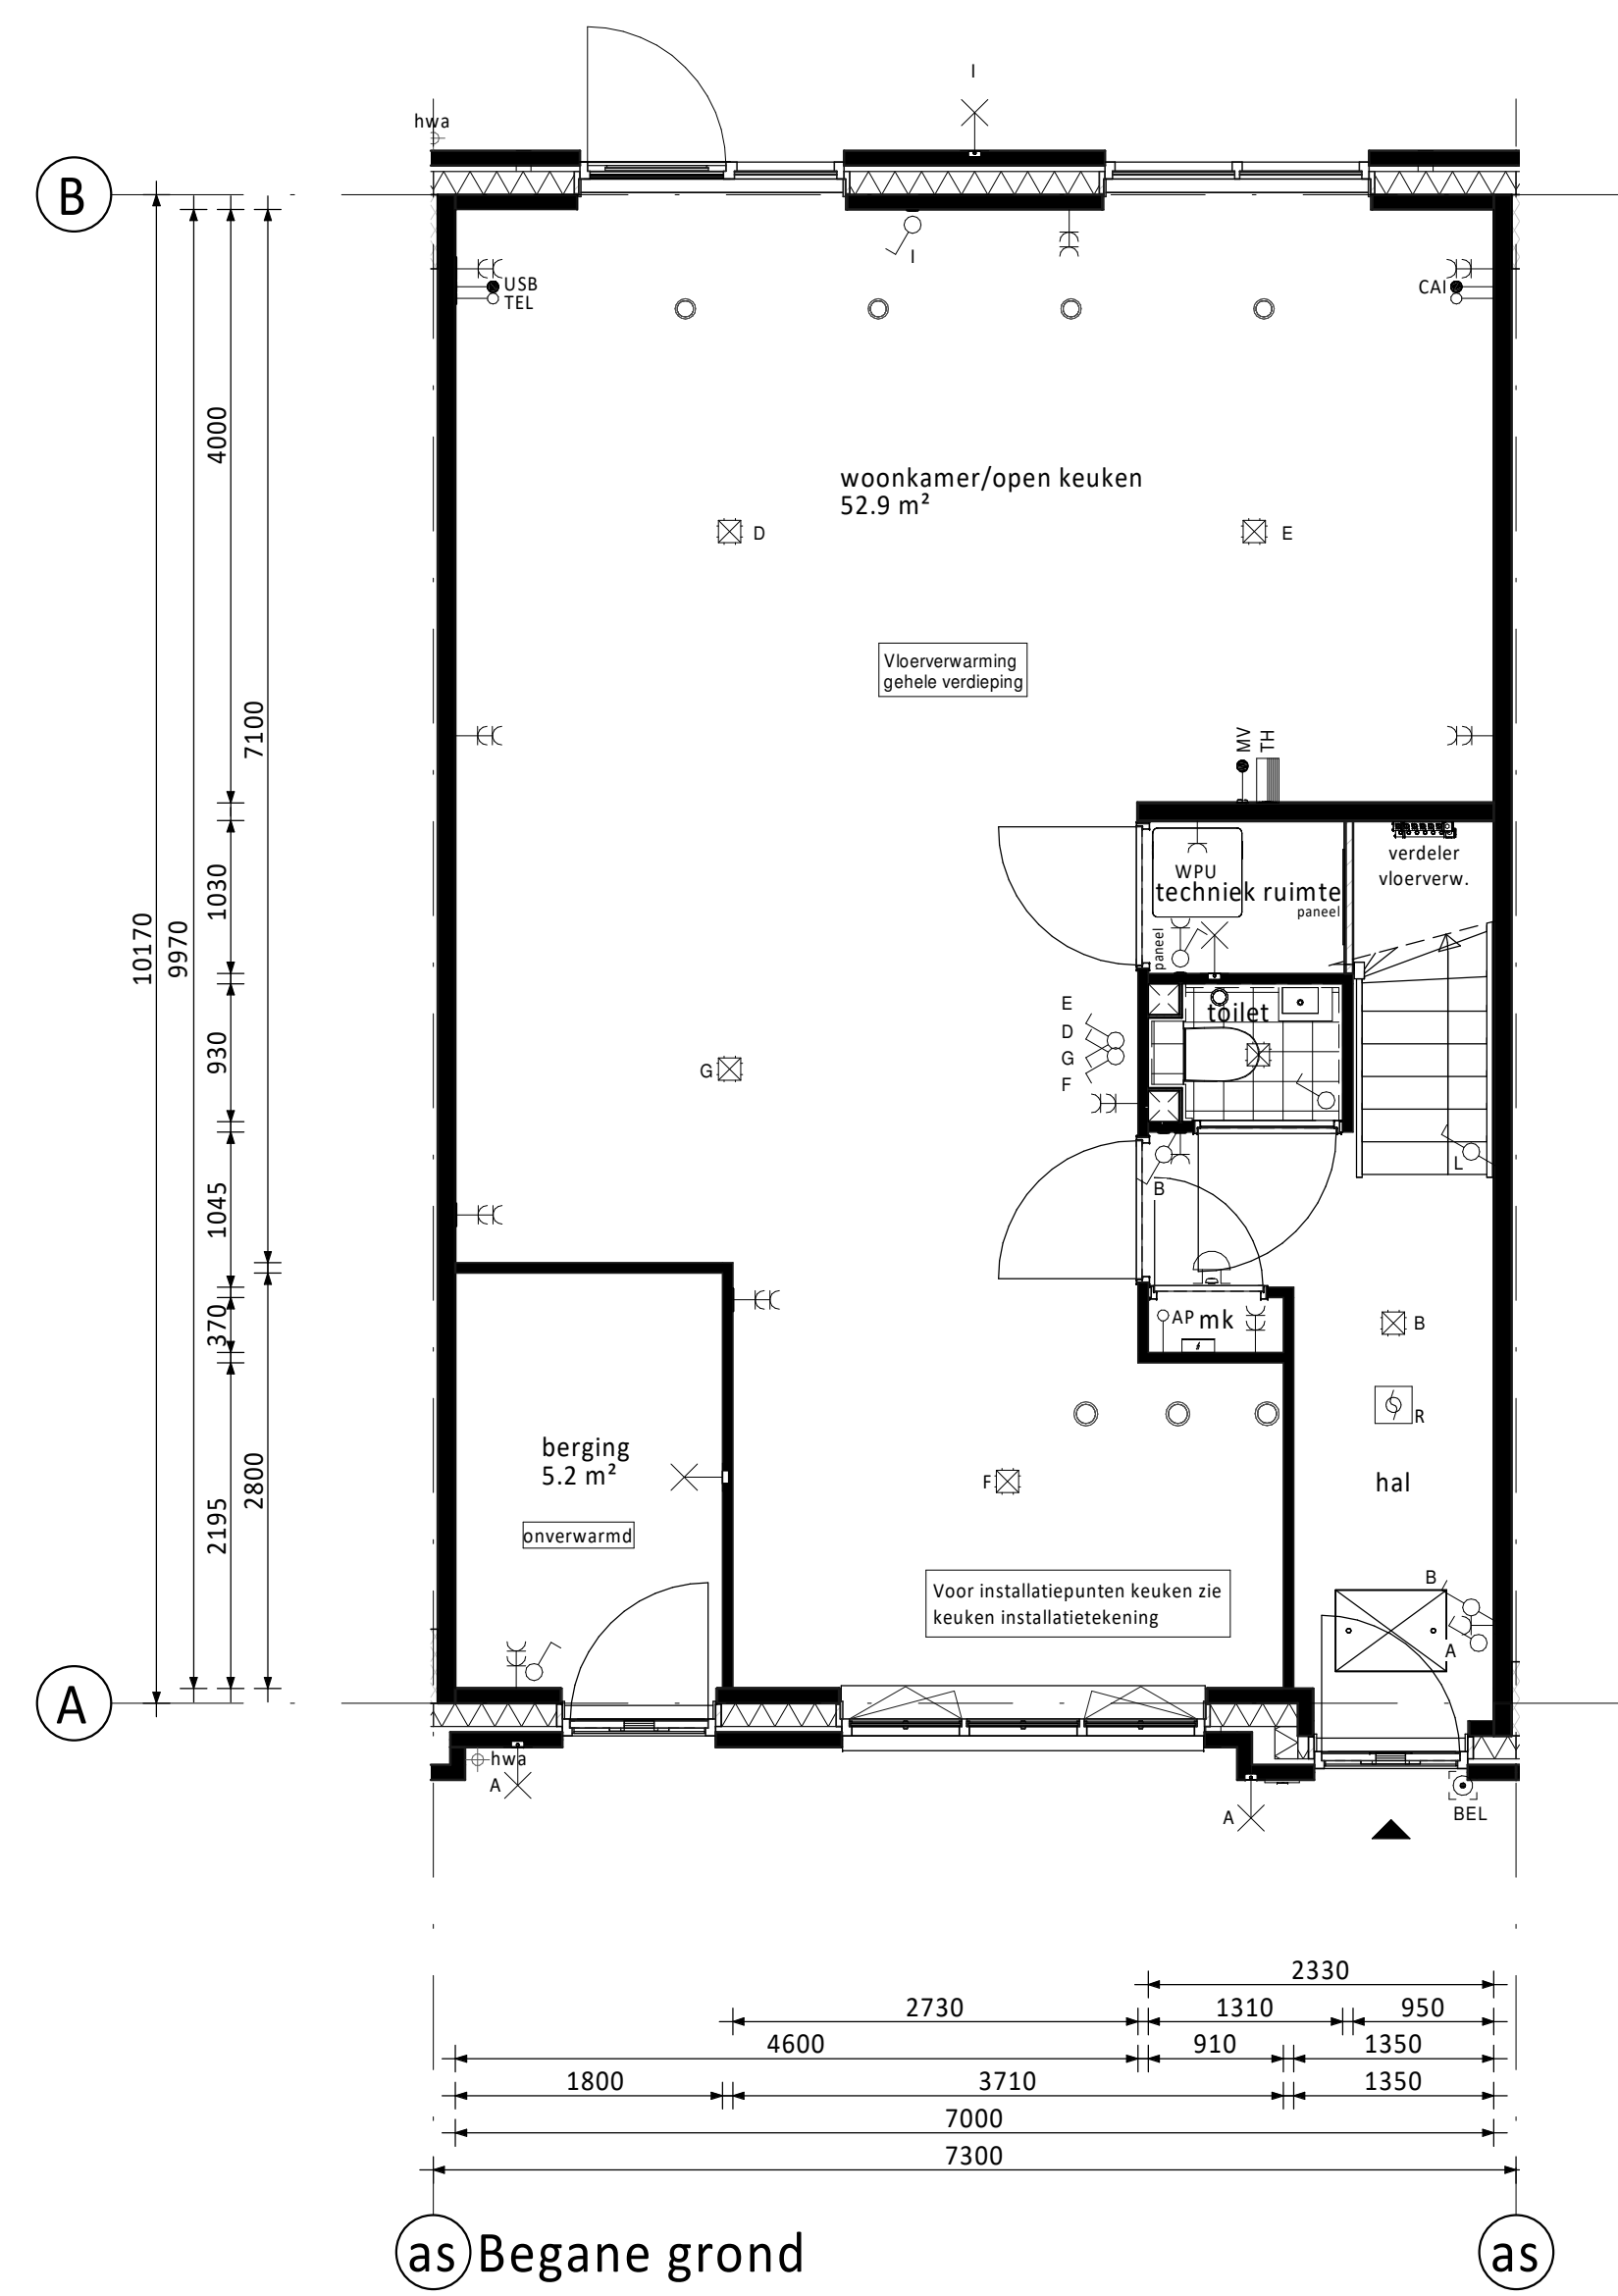 I
hwa
B
I
USB
TEL
CAI
4000
woonkamer/open keuken
52.9 m²
D
E
Vloerverwarming
gehele verdieping
7100
MV
TH
verdeler
vloerverw.
WPU
techniek ruimte
paneel
paneel
1030
10170
9970
E
D
G
F
toilet
930
G
L
B
1045
370
AP
mk
B
R
berging
5.2 m²
F
hal
2800
2195
onverwarmd
Voor installatiepunten keuken zie
keuken installatietekening
B
A
A
hwa
A
A
BEL
2330
2730
1310
950
4600
910
1350
1800
3710
1350
7000
7300
as
Begane grond
as